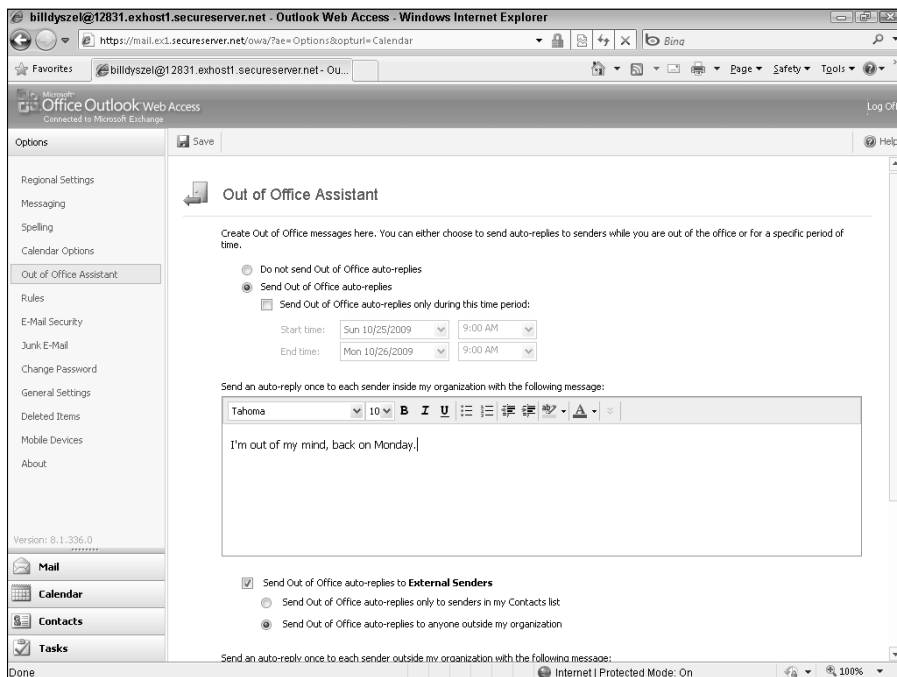 billdyszel@12831.exhost1.secureserver.net - Outlook Web Access - Windows Internet Explorer
https://mail.ex1.secureserver.net/owa/?ae=Options&opturl=Calendar
Bing
Favorites
billdyszel@12831.exhost1.secureserver.net - Ou...
Page
Safety
Tools
Microsoft
Office Outlook Web Access
Connected to Microsoft Exchange
Log Off
Options
Save
Help
Regional Settings
Messaging
Spelling
Calendar Options
Out of Office Assistant
Rules
E-Mail Security
Junk E-Mail
Change Password
General Settings
Deleted Items
Mobile Devices
About
Version: 8.1.336.0
Mail
Calendar
Contacts
Tasks
Out of Office Assistant
Create Out of Office messages here. You can either choose to send auto-replies to senders while you are out of the office or for a specific period of
time.
Do not send Out of Office auto-replies
Send Out of Office auto-replies
Send Out of Office auto-replies only during this time period:
Start time: Sun 10/25/2009 9:00 AM
End time: Mon 10/26/2009 9:00 AM
Send an auto-reply once to each sender inside my organization with the following message:
Tahoma 10 B I U A
I'm out of my mind, back on Monday.
Send Out of Office auto-replies to External Senders
Send Out of Office auto-replies only to senders in my Contacts list
Send Out of Office auto-replies to anyone outside my organization
Send an auto-reply once to each sender outside my organization with the following message:
Done
Internet | Protected Mode: On
100%